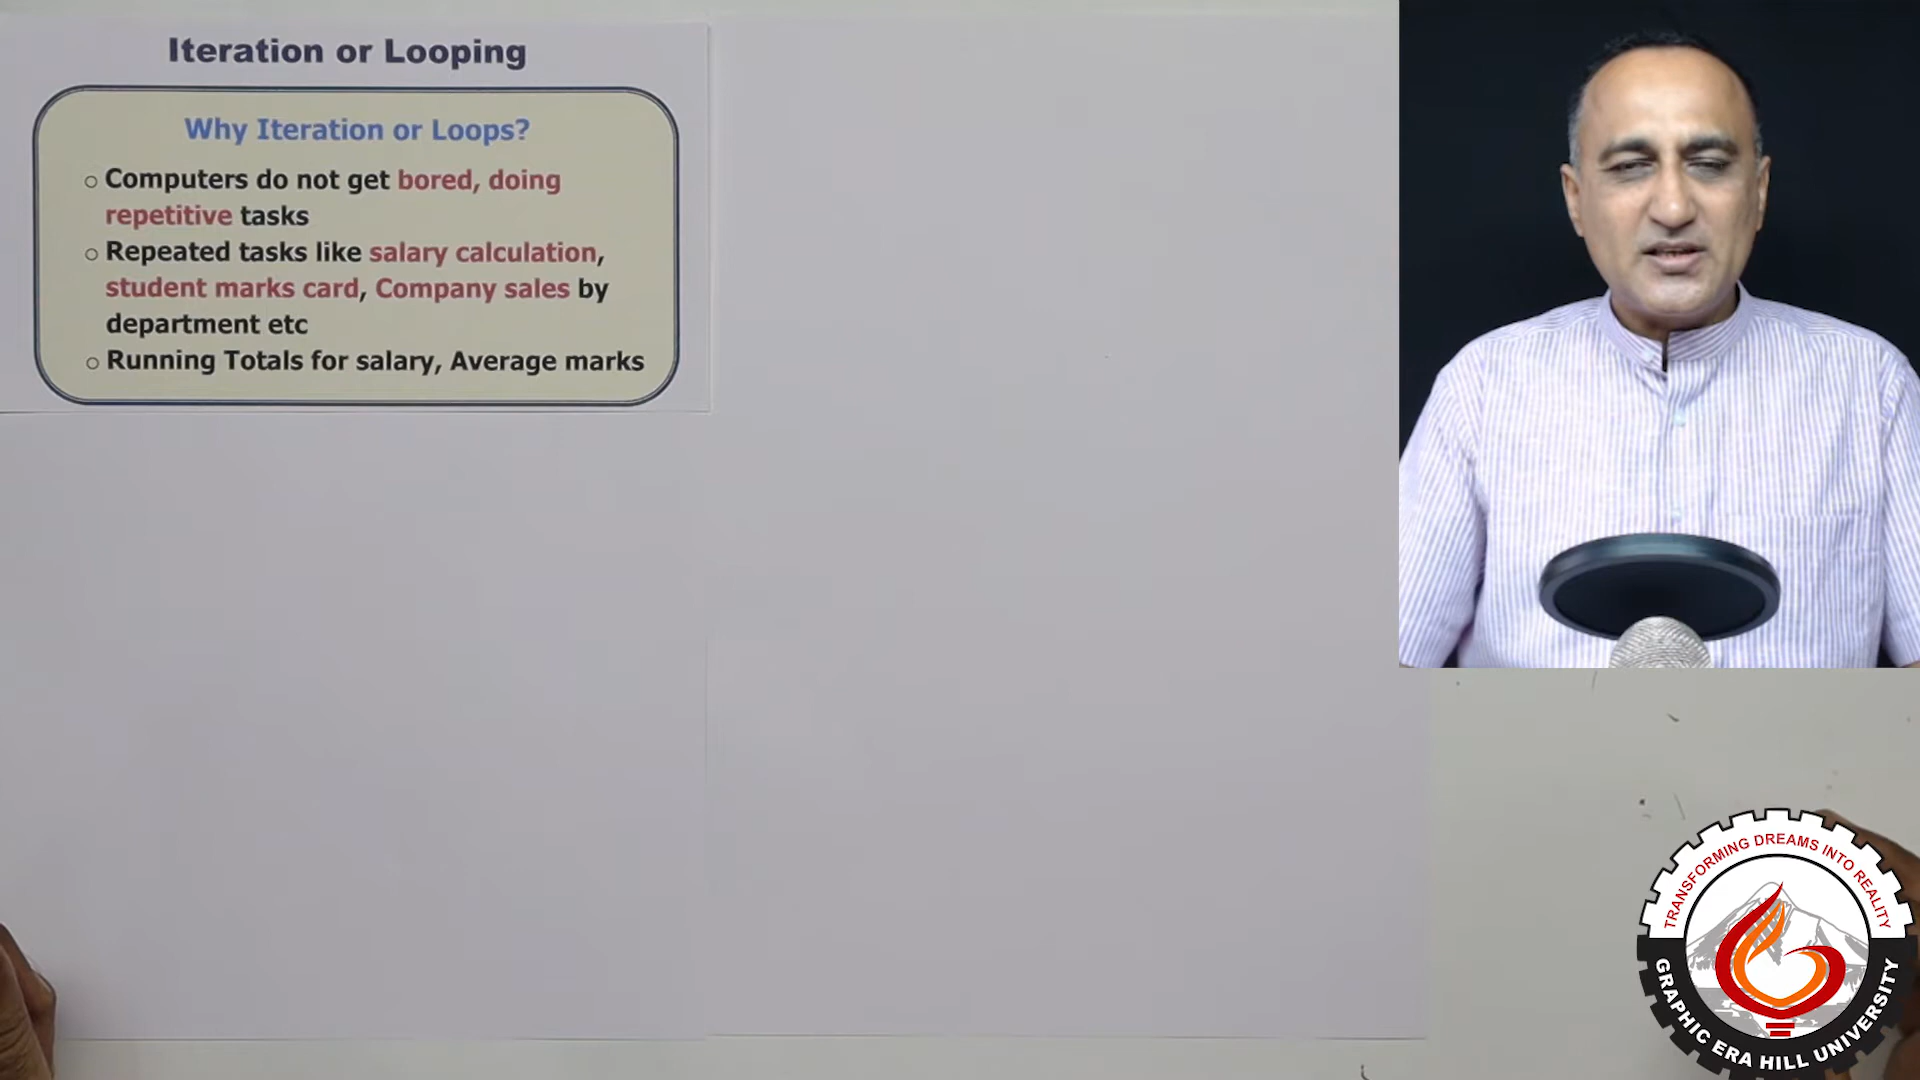 Iteration or Looping
Why Iteration or Loops?
Computers do not get bored, doing
repetitive tasks
Repeated tasks like salary calculation,
student marks card, Company sales by
department etc
Running Totals for salary, Average marks
TRANSFORMING DREAMS INTO REALITY
GRAPHIC ERA HILL UNIVERSITY